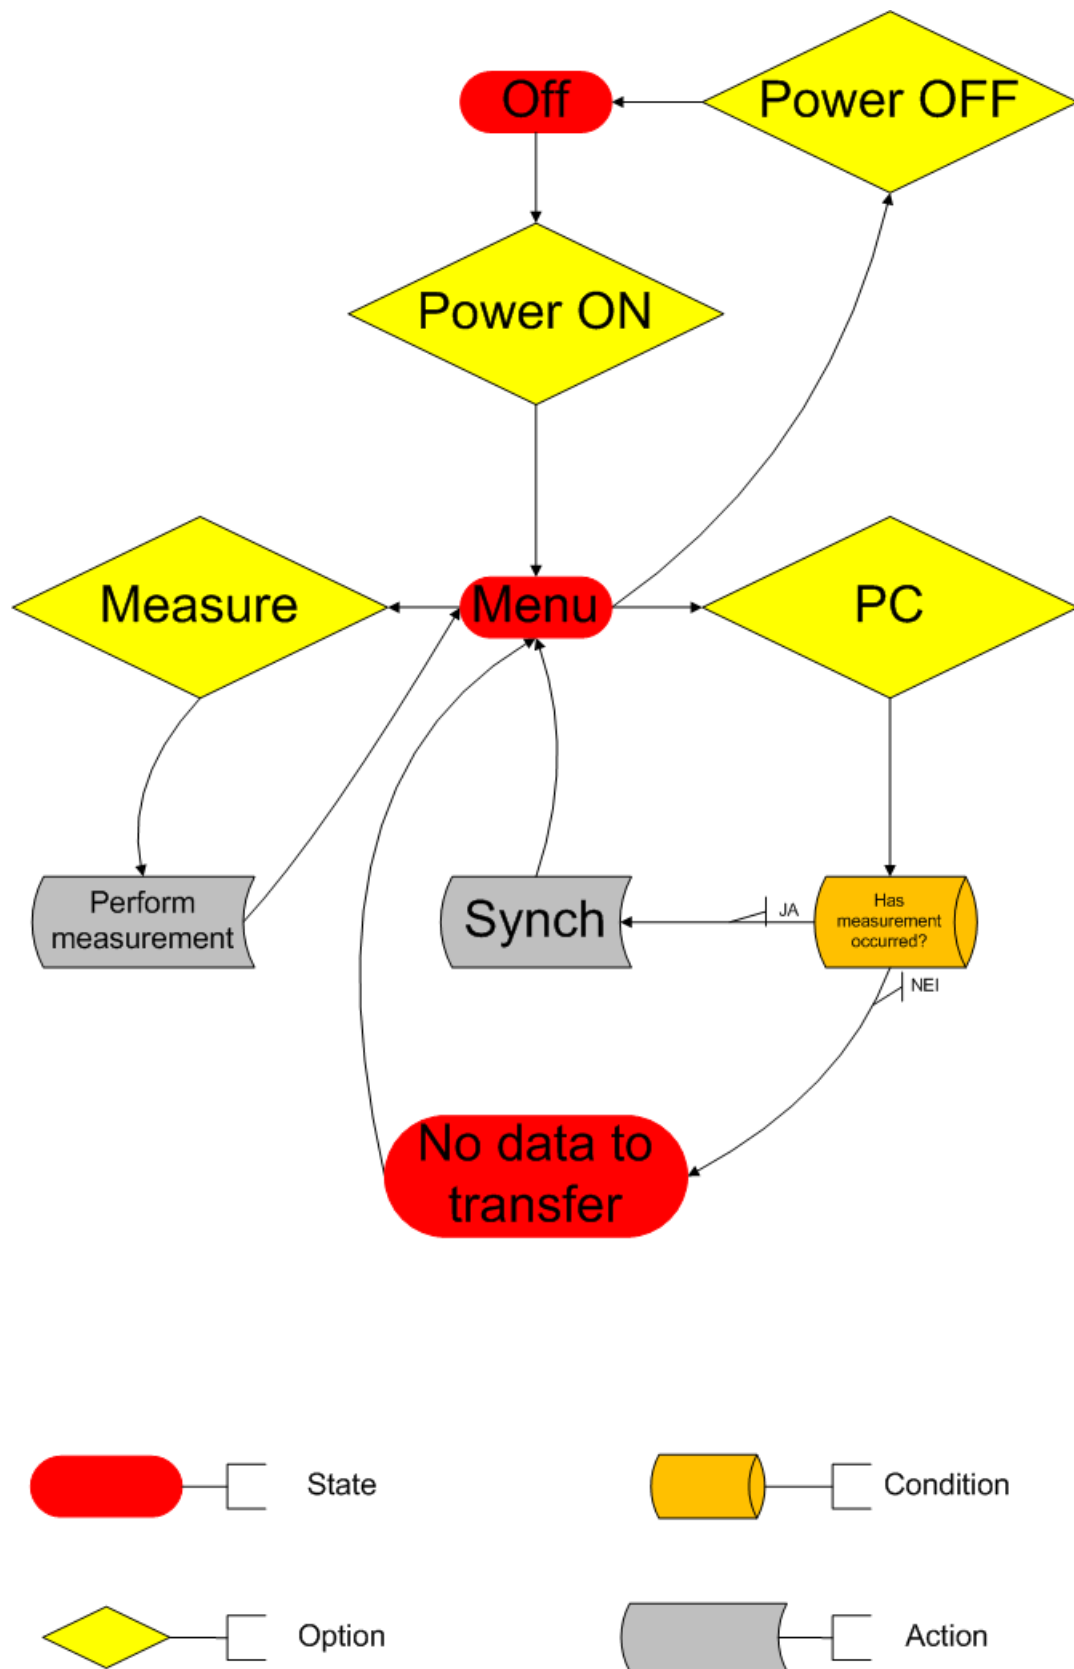 Off
Power OFF
Power ON
Measure
Menu
PC
Perform
measurement
Synch
JA
Has
measurement
occurred?
NEI
No data to
transfer
State
Condition
Option
Action